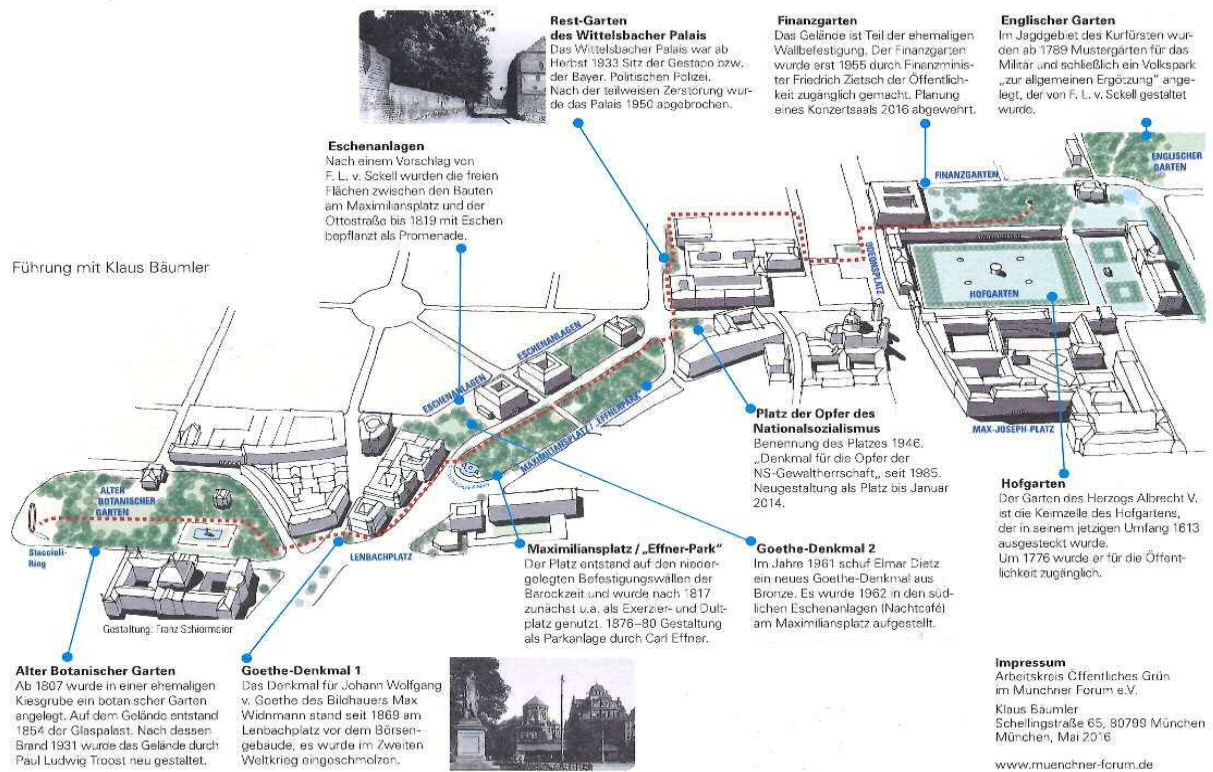 Rest-Garten
des Wittelsbacher Palais
Das Wittelsbacher Palais war ab
Herbst 1933 Sitz der Gestapo bzw.
der Bayer. Politischen Polizei.
Nach der teilweisen Zerstörung wur-
de das Palais 1950 abgebrochen.
Finanzgarten
Das Gelände ist Teil der ehemaligen
Wallbefestigung. Der Finanzgarten
wurde erst 1955 durch Finanzminis-
ter Friedrich Zietsch der Öffentlich-
keit zugänglich gemacht. Planung
eines Konzertsaals 2016 abgewehrt.
Englischer Garten
Im Jagdgebiet des Kurfürsten wur-
den ab 1789 Mustergärten für das
Militär und schließlich ein Volkspark
„zur allgemeinen Ergötzung“ ange-
legt, der von F. L. v. Sckell gestaltet
wurde.
Eschenanlagen
Nach einem Vorschlag von
F. L. v. Sckell wurden die freien
Flächen zwischen den Bauten
am Maximiliansplatz und der
Ottostraße bis 1819 mit Eschen
bepflanzt als Promenade.
Führung mit Klaus Bäumler
ENGLISCHER
GARTEN
FINANZGARTEN
ODEONSPLATZ
HOFGARTEN
ESCHENANLAGEN
ESCHENANLAGEN
MAXIMILIANSPLATZ / EFFNERPARK
MAX-JOSEPH-PLATZ
ALTER
BOTANISCHER
GARTEN
Staccioli-
Ring
LENBACHPLATZ
Gestaltung: Franz Schiermeier
Platz der Opfer des
Nationalsozialismus
Benennung des Platzes 1946.
„Denkmal für die Opfer der
NS-Gewaltherrschaft„ seit 1985.
Neugestaltung als Platz bis Januar
2014.
Hofgarten
Der Garten des Herzogs Albrecht V.
ist die Keimzelle des Hofgartens,
der in seinem jetzigen Umfang 1613
ausgesteckt wurde.
Um 1776 wurde er für die Öffent-
lichkeit zugänglich.
Maximiliansplatz / „Effner-Park“
Der Platz entstand auf den nieder-
gelegten Befestigungswällen der
Barockzeit und wurde nach 1817
zunächst u.a. als Exerzier- und Dult-
platz genutzt. 1876–80 Gestaltung
als Parkanlage durch Carl Effner.
Goethe-Denkmal 2
Im Jahre 1961 schuf Elmar Dietz
ein neues Goethe-Denkmal aus
Bronze. Es wurde 1962 in den süd-
lichen Eschenanlagen (Nachtcafé)
am Maximiliansplatz aufgestellt.
Alter Botanischer Garten
Ab 1807 wurde in einer ehemaligen
Kiesgrube ein botanischer Garten
angelegt. Auf dem Gelände entstand
1854 der Glaspalast. Nach dessen
Brand 1931 wurde das Gelände durch
Paul Ludwig Troost neu gestaltet.
Goethe-Denkmal 1
Das Denkmal für Johann Wolfgang
v. Goethe des Bildhauers Max
Widnmann stand seit 1869 am
Lenbachplatz vor dem Börsen-
gebäude, es wurde im Zweiten
Weltkrieg eingeschmolzen.
Impressum
Arbeitskreis Öffentliches Grün
im Münchner Forum e.V.
Klaus Bäumler
Schellingstraße 65, 80799 München
München, Mai 2016
www.muenchner-forum.de